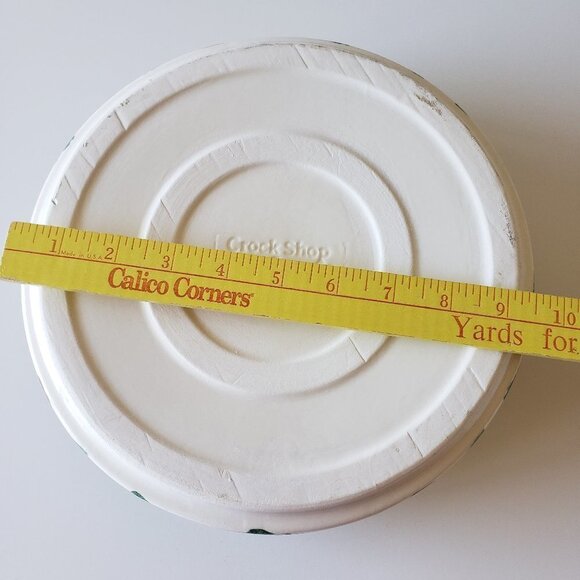 Crock Shop
1 2 3 4 5 6 7 8 9 10
Made in U.S.A.
Calico Corners
Yards for